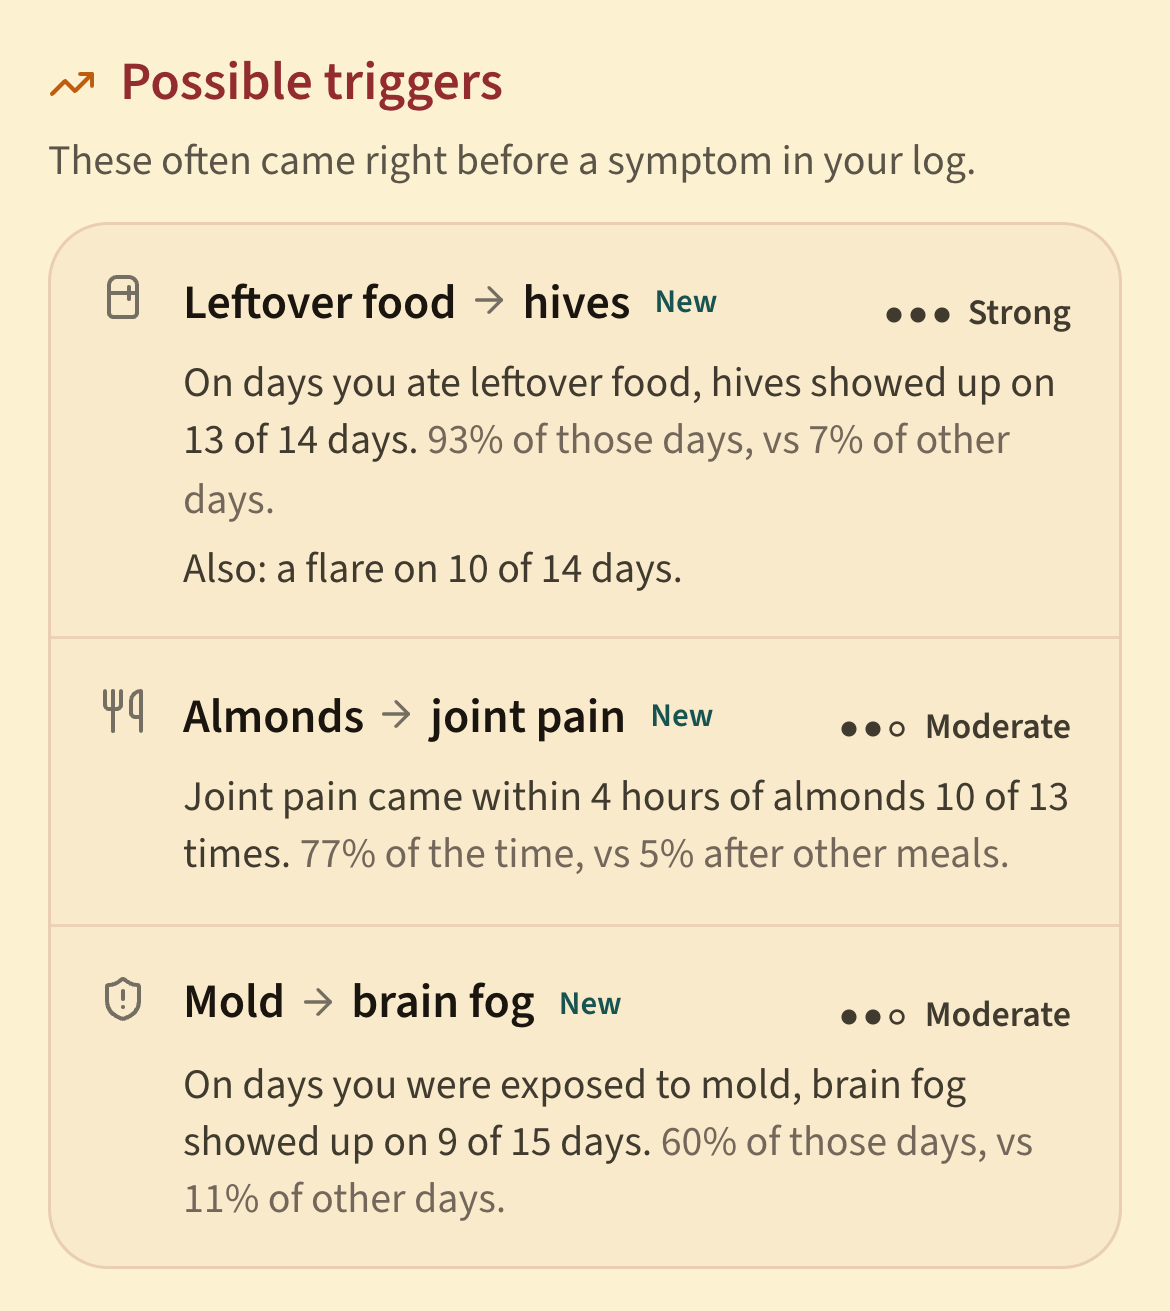 Possible triggers
These often came right before a symptom in your log.
Leftover food → hives New
●●● Strong
On days you ate leftover food, hives showed up on
13 of 14 days. 93% of those days, vs 7% of other
days.
Also: a flare on 10 of 14 days.
Almonds → joint pain New
●●○ Moderate
Joint pain came within 4 hours of almonds 10 of 13
times. 77% of the time, vs 5% after other meals.
Mold → brain fog New
●●○ Moderate
On days you were exposed to mold, brain fog
showed up on 9 of 15 days. 60% of those days, vs
11% of other days.